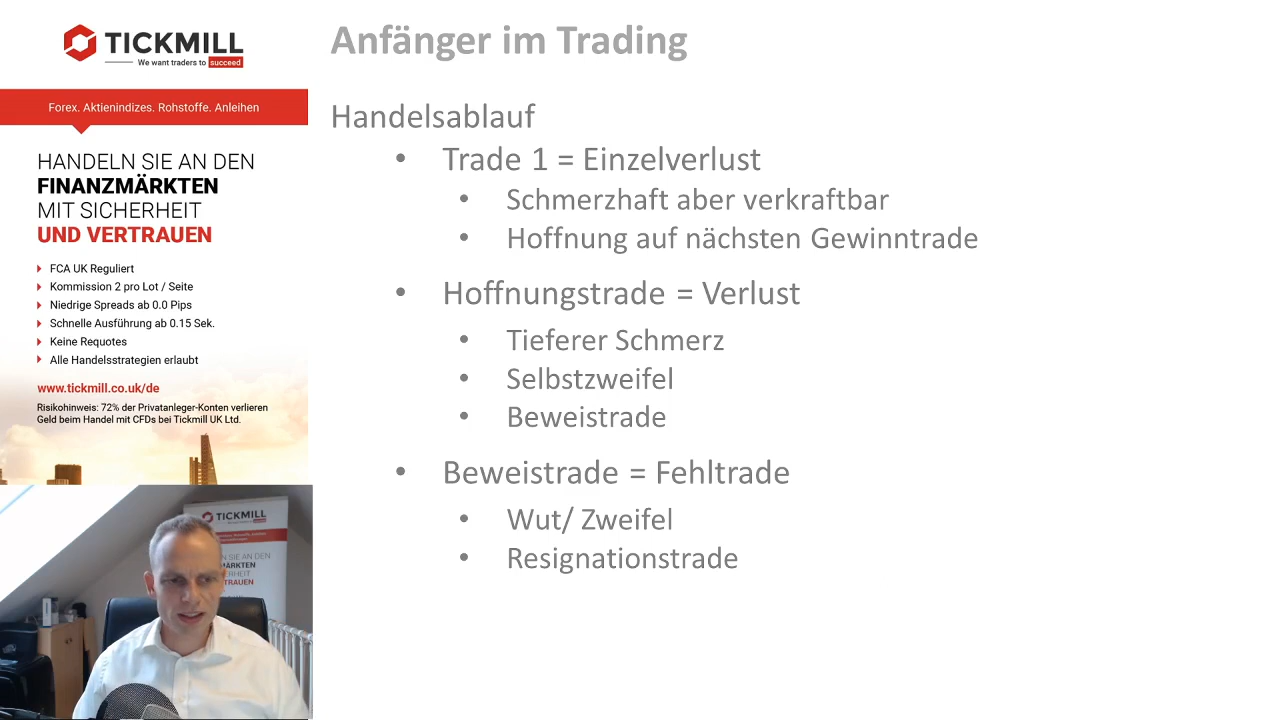 TICKMILL
We want traders to succeed
Forex. Aktienindizes. Rohstoffe. Anleihen
HANDELN SIE AN DEN
FINANZMÄRKTEN
MIT SICHERHEIT
UND VERTRAUEN
FCA UK Reguliert
Kommission 2 pro Lot / Seite
Niedrige Spreads ab 0.0 Pips
Schnelle Ausführung ab 0.15 Sek.
Keine Requotes
Alle Handelsstrategien erlaubt
www.tickmill.co.uk/de
Risikohinweis: 72% der Privatanleger-Konten verlieren
Geld beim Handel mit CFDs bei Tickmill UK Ltd.
Anfänger im Trading
Handelsablauf
• Trade 1 = Einzelverlust
• Schmerzhaft aber verkraftbar
• Hoffnung auf nächsten Gewinntrade
• Hoffnungstrade = Verlust
• Tieferer Schmerz
• Selbstzweifel
• Beweistrade
• Beweistrade = Fehltrade
• Wut/ Zweifel
• Resignationstrade
TICKMILL